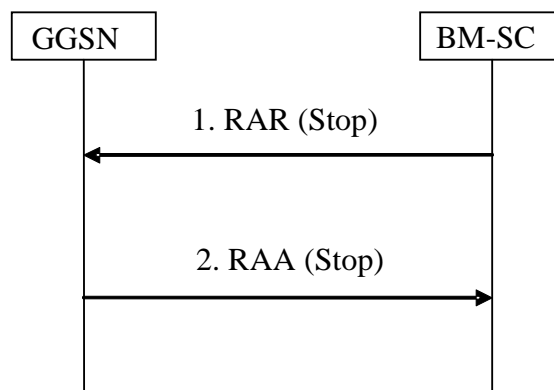 GGSN
BM-SC
1. RAR (Stop)
2. RAA (Stop)